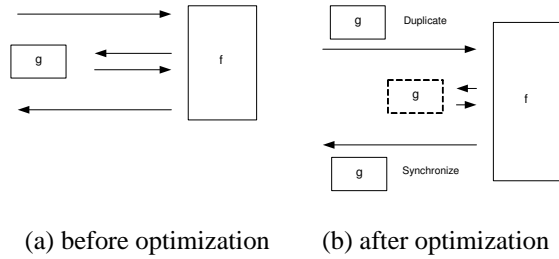 g
f
(a) before optimization
g
Duplicate
g
f
g
Synchronize
(b) after optimization